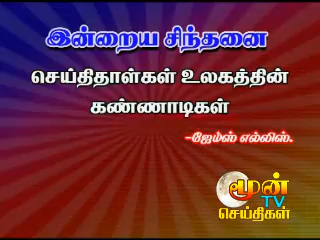 இன்றைய சிந்தனை
செய்திதாள்கள் உலகத்தின்
கண்ணாடிகள்
-ஜேம்ஸ் எல்லிஸ்.
மூன்
TV
செய்திகள்